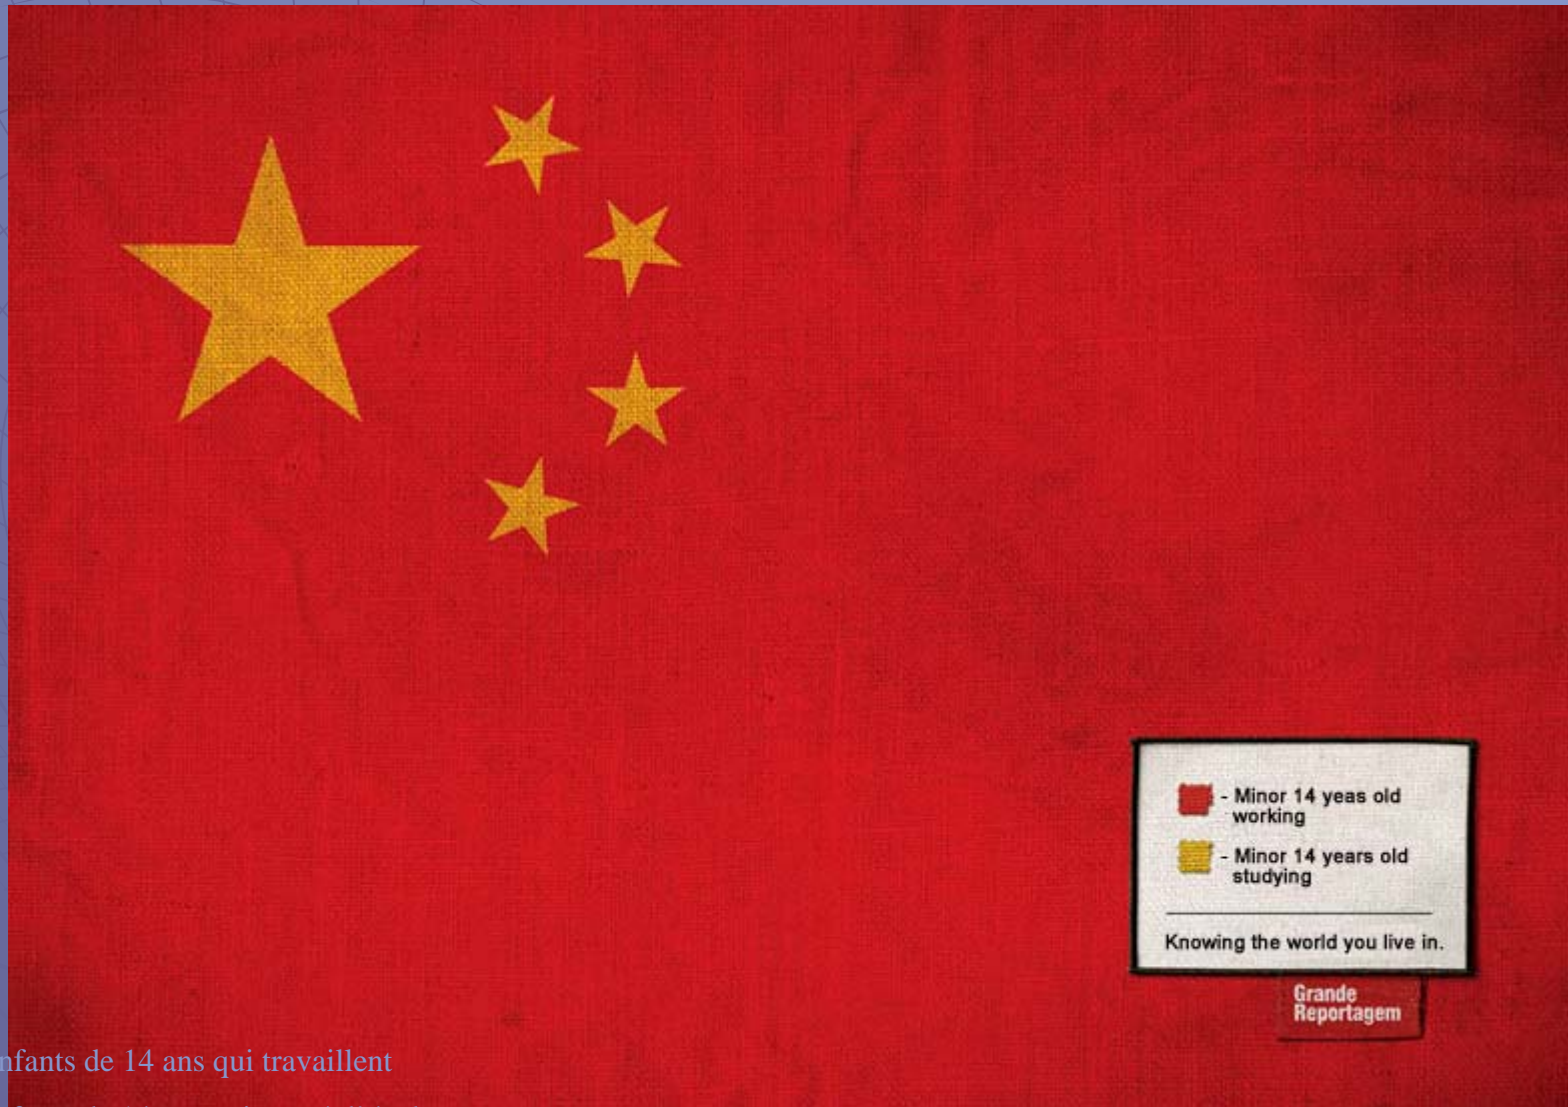 - Minor 14 yeas old
working
- Minor 14 years old
studying
Knowing the world you live in.
Grande
Reportagem
nfants de 14 ans qui travaillent